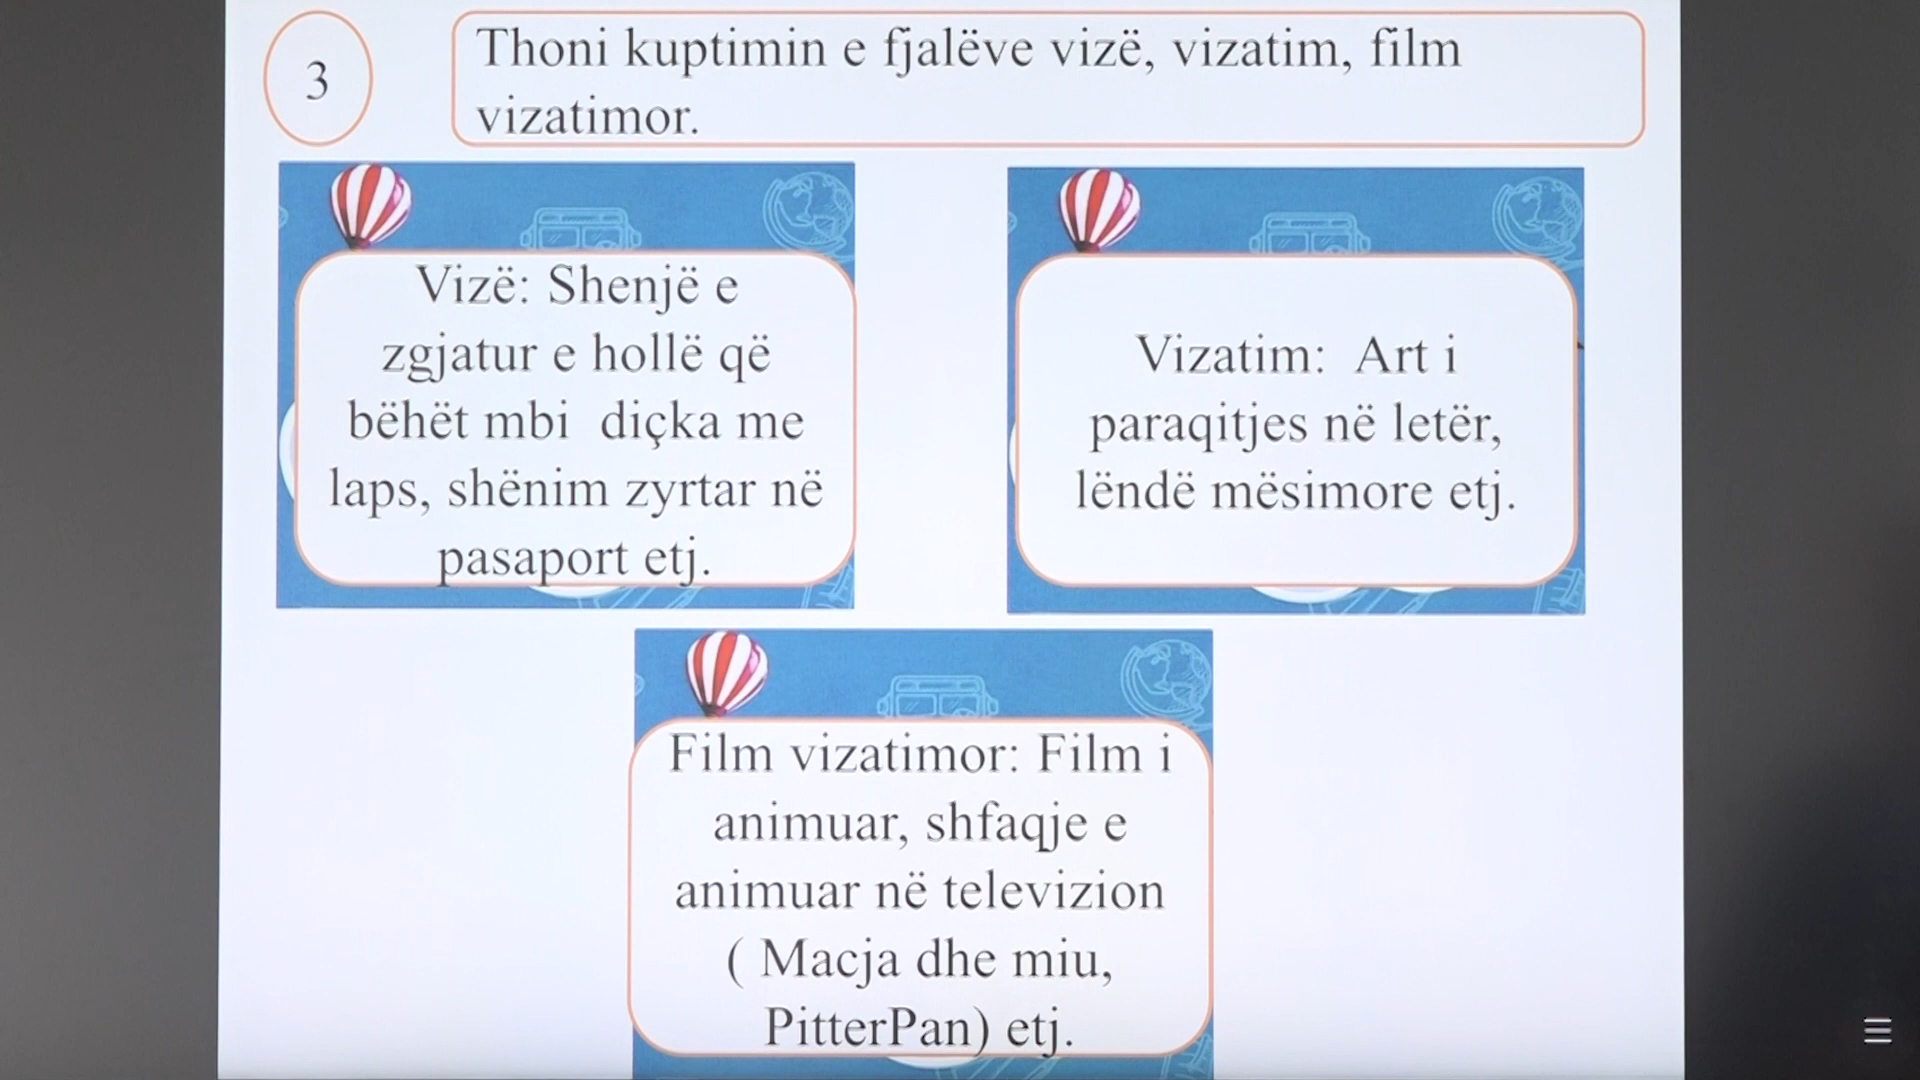 3
Thoni kuptimin e fjalëve vizë, vizatim, film
vizatimor.
Vizë: Shenjë e
zgjatur e hollë që
bëhët mbi diçka me
laps, shënim zyrtar në
pasaport etj.
Vizatim: Art i
paraqitjes në letër,
lëndë mësimore etj.
Film vizatimor: Film i
animuar, shfaqje e
animuar në televizion
( Macja dhe miu,
PitterPan) etj.